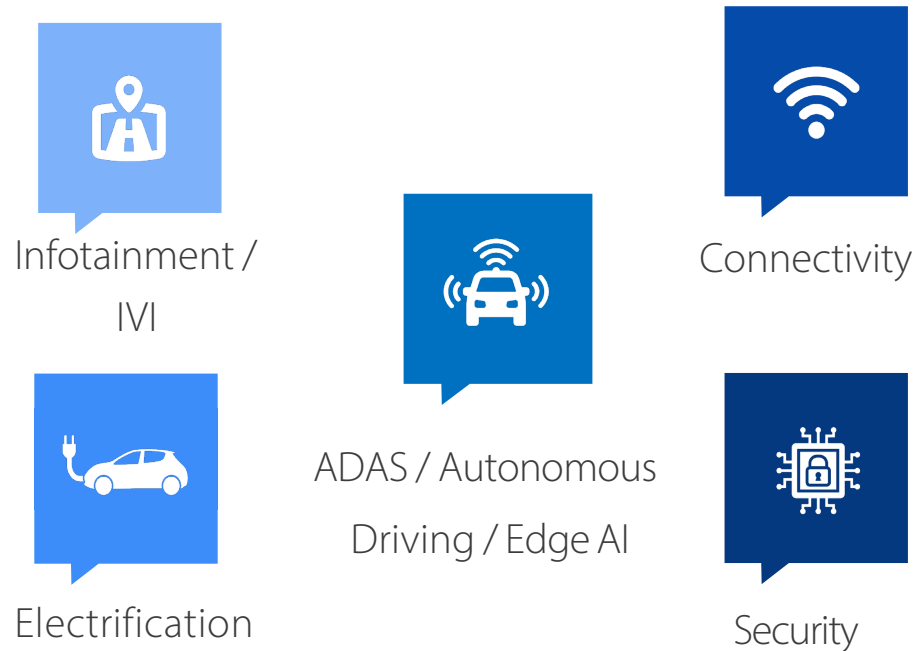 Infotainment /
IVI
Connectivity
ADAS / Autonomous
Driving / Edge AI
Electrification
Security